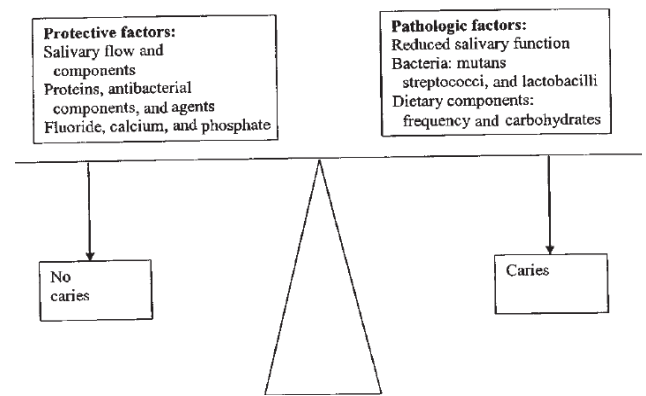 Protective factors:
Salivary flow and
components
Proteins, antibacterial
components, and agents
Fluoride, calcium, and phosphate
Pathologic factors:
Reduced salivary function
Bacteria: mutans
streptococci, and lactobacilli
Dietary components:
frequency and carbohydrates
No
caries
Caries